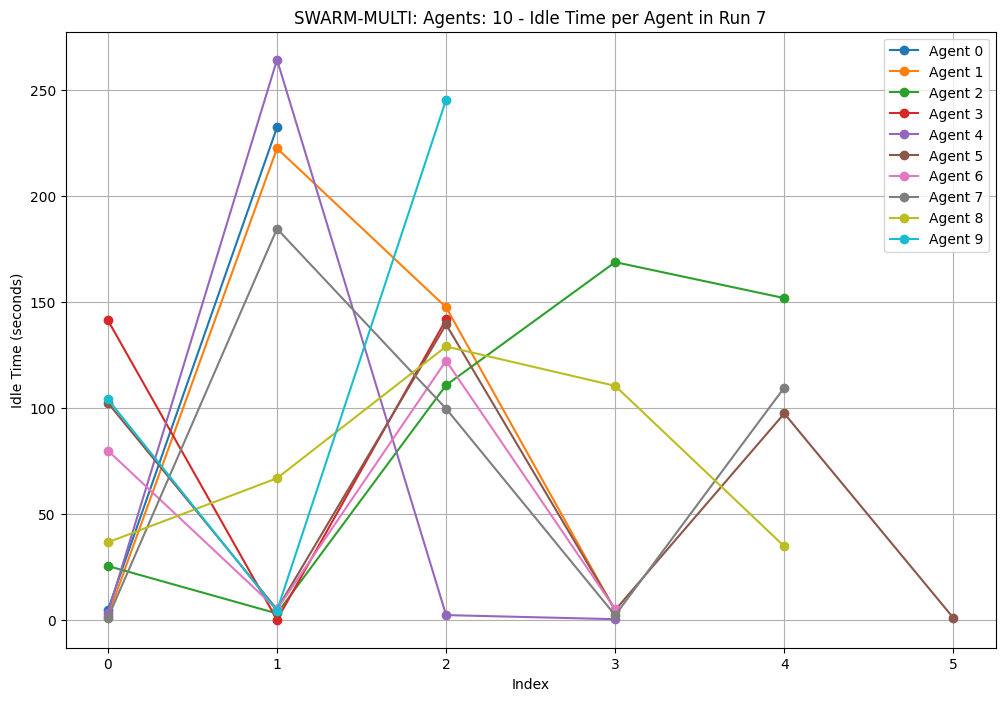 SWARM-MULTI: Agents: 10 - Idle Time per Agent in Run 7
Idle Time (seconds)
250
200
150
100
50
0
0 1 2 3 4 5
Index
Agent 0
Agent 1
Agent 2
Agent 3
Agent 4
Agent 5
Agent 6
Agent 7
Agent 8
Agent 9